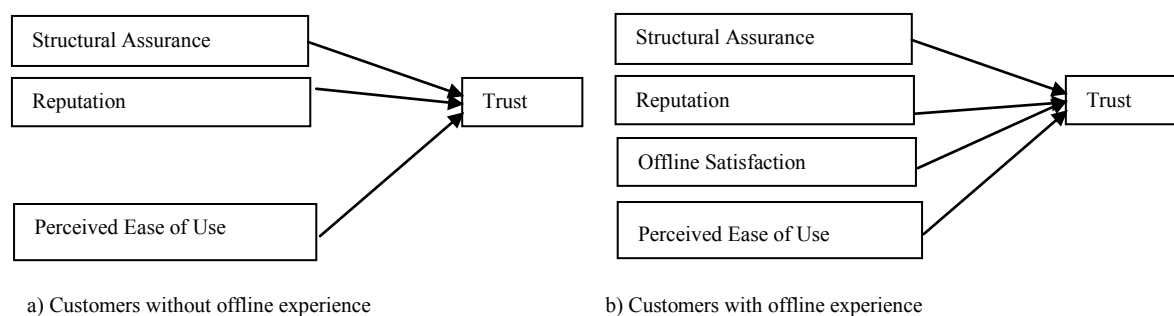 Structural Assurance
Reputation
Trust
Perceived Ease of Use
a) Customers without offline experience
Structural Assurance
Reputation
Trust
Offline Satisfaction
Perceived Ease of Use
b) Customers with offline experience